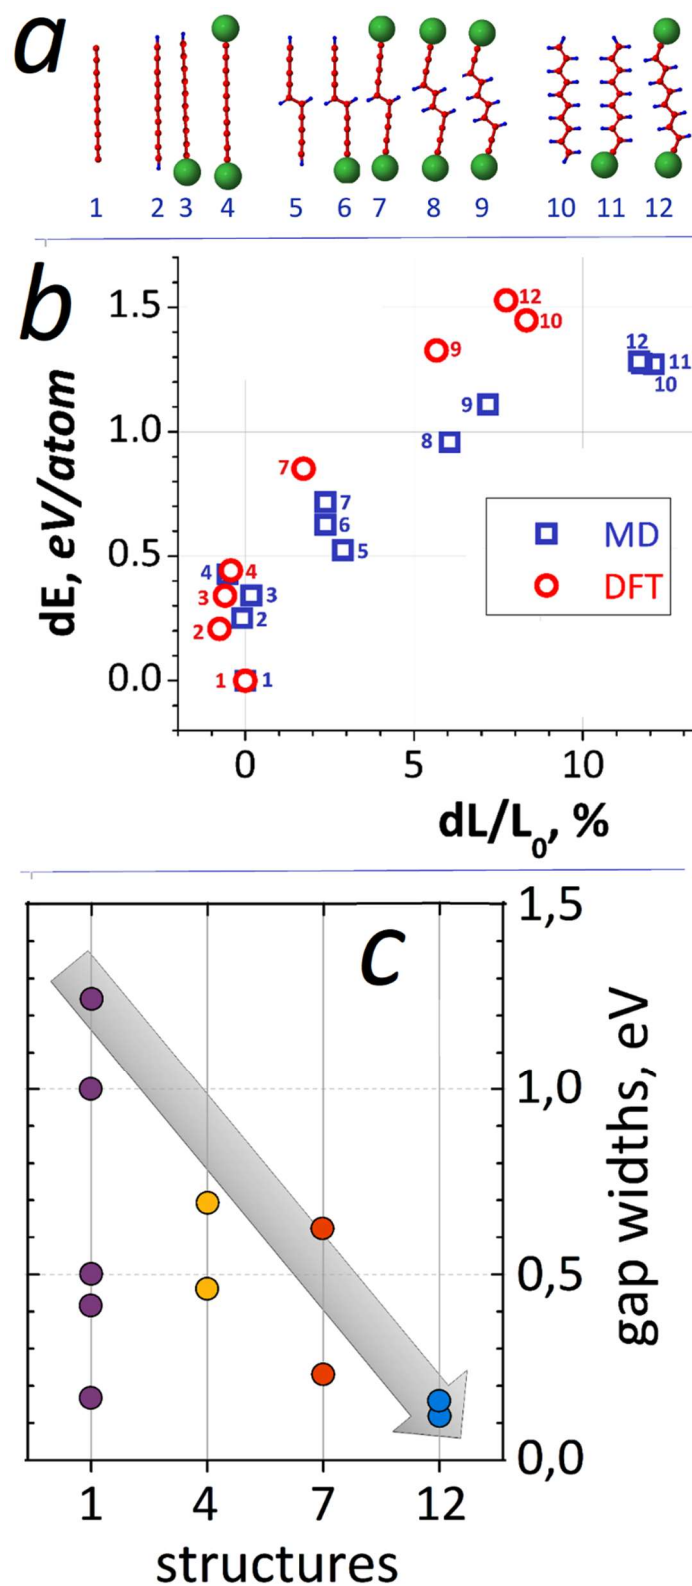 a
1 2 3 4 5 6 7 8 9 10 11 12
b
1.5
1.0
0.5
0.0
dE, eV/atom
12
10
9
12
11
10
9
8
7
7
6
5
4
4
3
3
2
2
1
1
MD
DFT
0 5 10
dL/L₀, %
c
1,5
1,0
0,5
0,0
gap widths, eV
1 4 7 12
structures